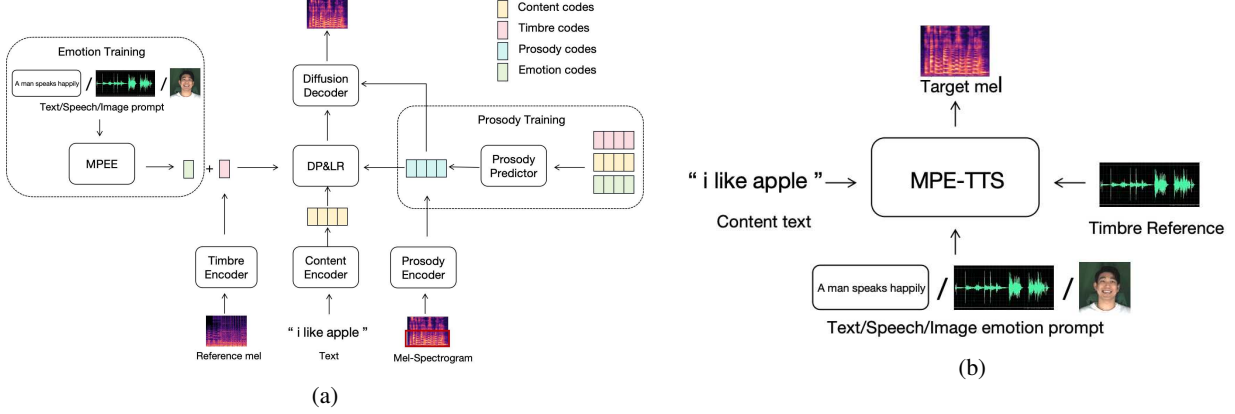 Content codes
Timbre codes
Prosody codes
Emotion codes
Emotion Training
A man speaks happily / /
Text/Speech/Image prompt
MPEE
+
Diffusion
Decoder
DP&LR
Prosody Training
Prosody
Predictor
Timbre
Encoder
Content
Encoder
Prosody
Encoder
Reference mel
“ i like apple ”
Text
Mel-Spectrogram
(a)
Target mel
“ i like apple ”
Content text
MPE-TTS
Timbre Reference
A man speaks happily / /
Text/Speech/Image emotion prompt
(b)